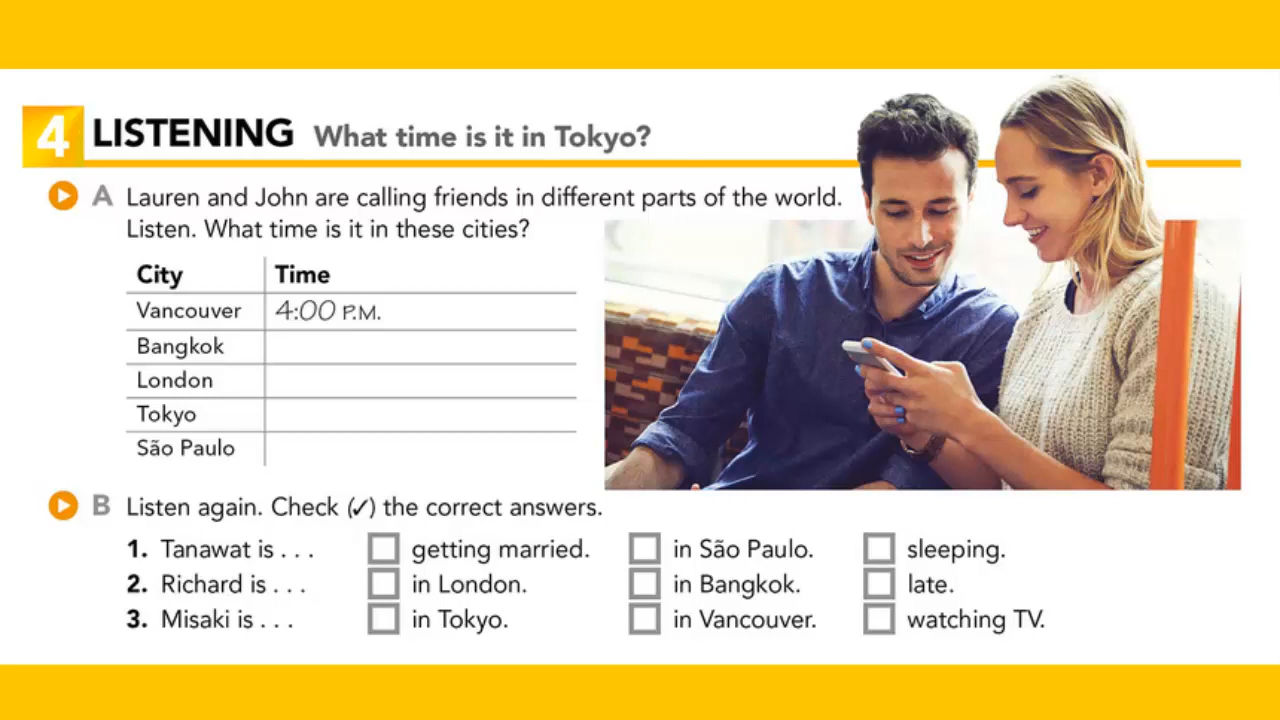 4 LISTENING What time is it in Tokyo?
A Lauren and John are calling friends in different parts of the world.
Listen. What time is it in these cities?
City Time
Vancouver 4:00 P.M.
Bangkok
London
Tokyo
São Paulo
B Listen again. Check (✓) the correct answers.
1. Tanawat is . . . getting married. in São Paulo. sleeping.
2. Richard is . . . in London. in Bangkok. late.
3. Misaki is . . . in Tokyo. in Vancouver. watching TV.